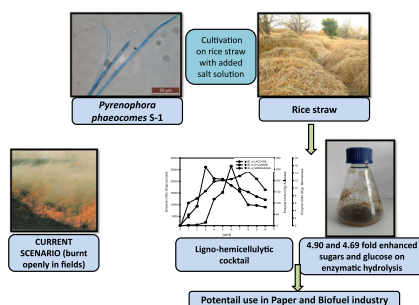 Cultivation
on rice straw
with added
salt solution
20 µm
Pyrenophora
phaeocomes S-1
Rice straw
CURRENT
SCENARIO (burnt
openly in fields)
Ligno-hemicellulytic
cocktail
4.90 and 4.69 fold enhanced
sugars and glucose on
enzymatic hydrolysis
Potentail use in Paper and Biofuel industry